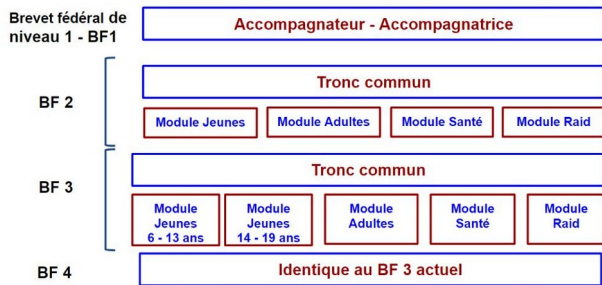 Brevet fédéral de
niveau 1 - BF1
Accompagnateur - Accompagnatrice
BF 2
Tronc commun
Module Jeunes
Module Adultes
Module Santé
Module Raid
BF 3
Tronc commun
Module
Jeunes
6 - 13 ans
Module
Jeunes
14 - 19 ans
Module
Adultes
Module
Santé
Module
Raid
BF 4
Identique au BF 3 actuel